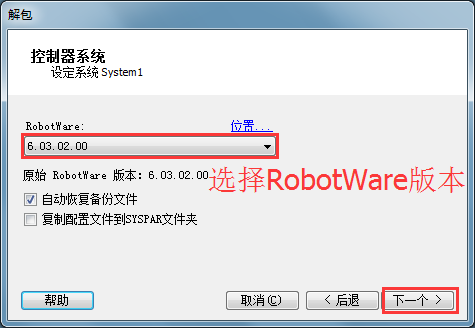 解包
控制器系统
设定系统 System1
RobotWare:
位置...
6.03.02.00
原始 RobotWare 版本: 6.03.02.00
选择RobotWare版本
自动恢复备份文件
复制配置文件到SYSPAR文件夹
帮助
取消(C)
< 后退
下一个 >